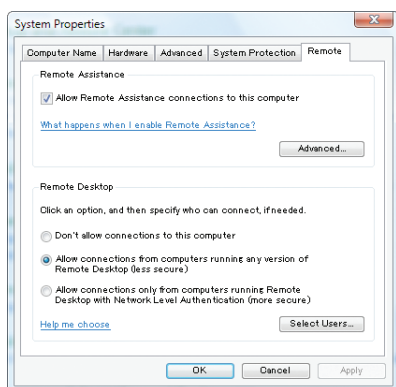 System Properties
Computer Name Hardware Advanced System Protection Remote
Remote Assistance
Allow Remote Assistance connections to this computer
What happens when I enable Remote Assistance?
Advanced...
Remote Desktop
Click an option, and then specify who can connect, if needed.
Don't allow connections to this computer
Allow connections from computers running any version of
Remote Desktop (less secure)
Allow connections only from computers running Remote
Desktop with Network Level Authentication (more secure)
Help me choose
Select Users...
OK Cancel Apply